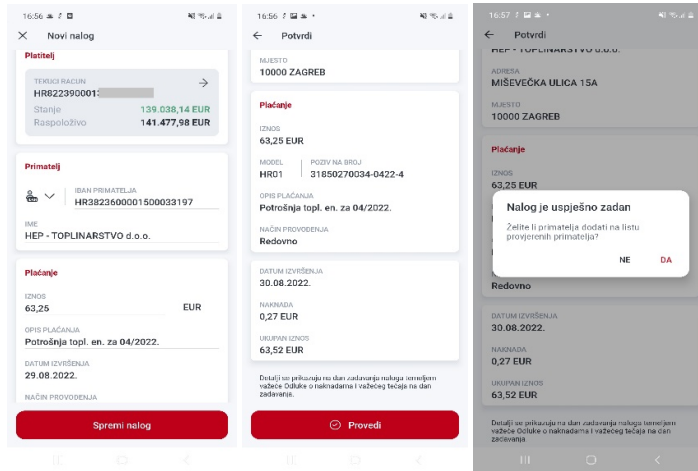 16:56
Novi nalog
Platitelj
TEKUĆI RAČUN
HR822390001
Stanje 139.038,14 EUR
Raspoloživo 141.477,98 EUR
Primatelj
IBAN PRIMATELJA
HR3823600001500033197
IME
HEP - TOPLINARSTVO d.o.o.
Plaćanje
IZNOS
63,25 EUR
OPIS PLAĆANJA
Potrošnja topl. en. za 04/2022.
DATUM IZVRŠENJA
29.08.2022.
NAČIN PROVOĐENJA
Spremi nalog
16:56
Potvrdi
MJESTO
10000 ZAGREB
Plaćanje
IZNOS
63,25 EUR
MODEL POZIV NA BROJ
HR01 31850270034-0422-4
OPIS PLAĆANJA
Potrošnja topl. en. za 04/2022.
NAČIN PROVOĐENJA
Redovno
DATUM IZVRŠENJA
30.08.2022.
NAKNADA
0,27 EUR
UKUPAN IZNOS
63,52 EUR
Detalji se prikazuju na dan zadavanja naloga temeljem
važeće Odluke o naknadama i važećeg tečaja na dan
zadavanja.
Provedi
16:57
Potvrdi
HEP - TOPLINARSTVO d.o.o.
ADRESA
MIŠEVEČKA ULICA 15A
MJESTO
10000 ZAGREB
Plaćanje
IZNOS
63,25 EUR
Nalog je uspješno zadan
Želite li primatelja dodati na listu
provjerenih primatelja?
NE DA
Redovno
DATUM IZVRŠENJA
30.08.2022.
NAKNADA
0,27 EUR
UKUPAN IZNOS
63,52 EUR
Detalji se prikazuju na dan zadavanja naloga temeljem
važeće Odluke o naknadama i važećeg tečaja na dan
zadavanja.